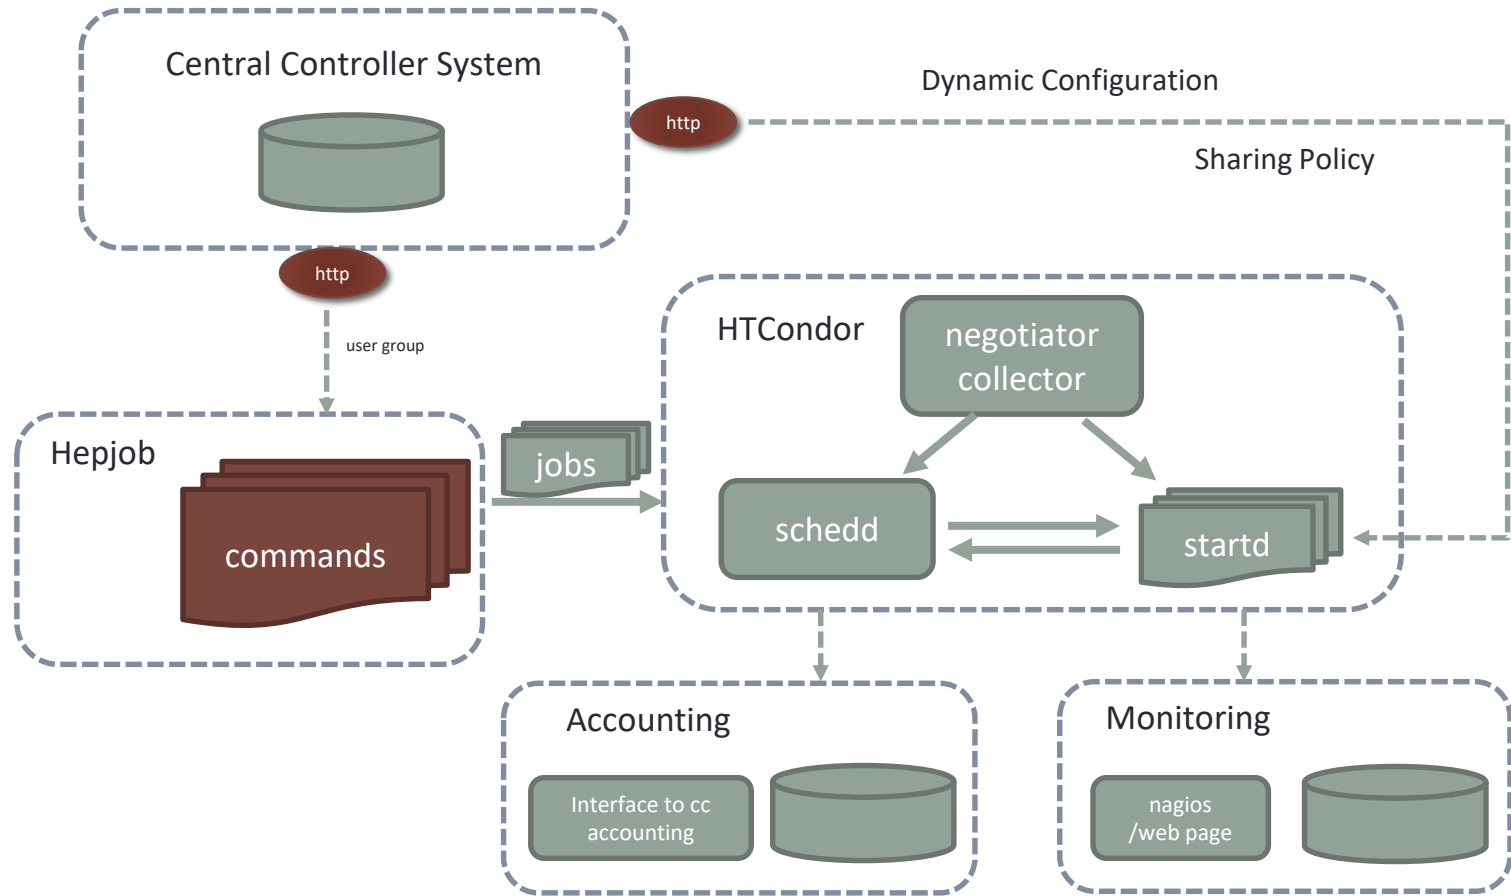 Central Controller System
http
Dynamic Configuration
Sharing Policy
http
user group
HTCondor
negotiator
collector
Hepjob
commands
jobs
schedd
startd
Accounting
Interface to cc
accounting
Monitoring
nagios
/web page